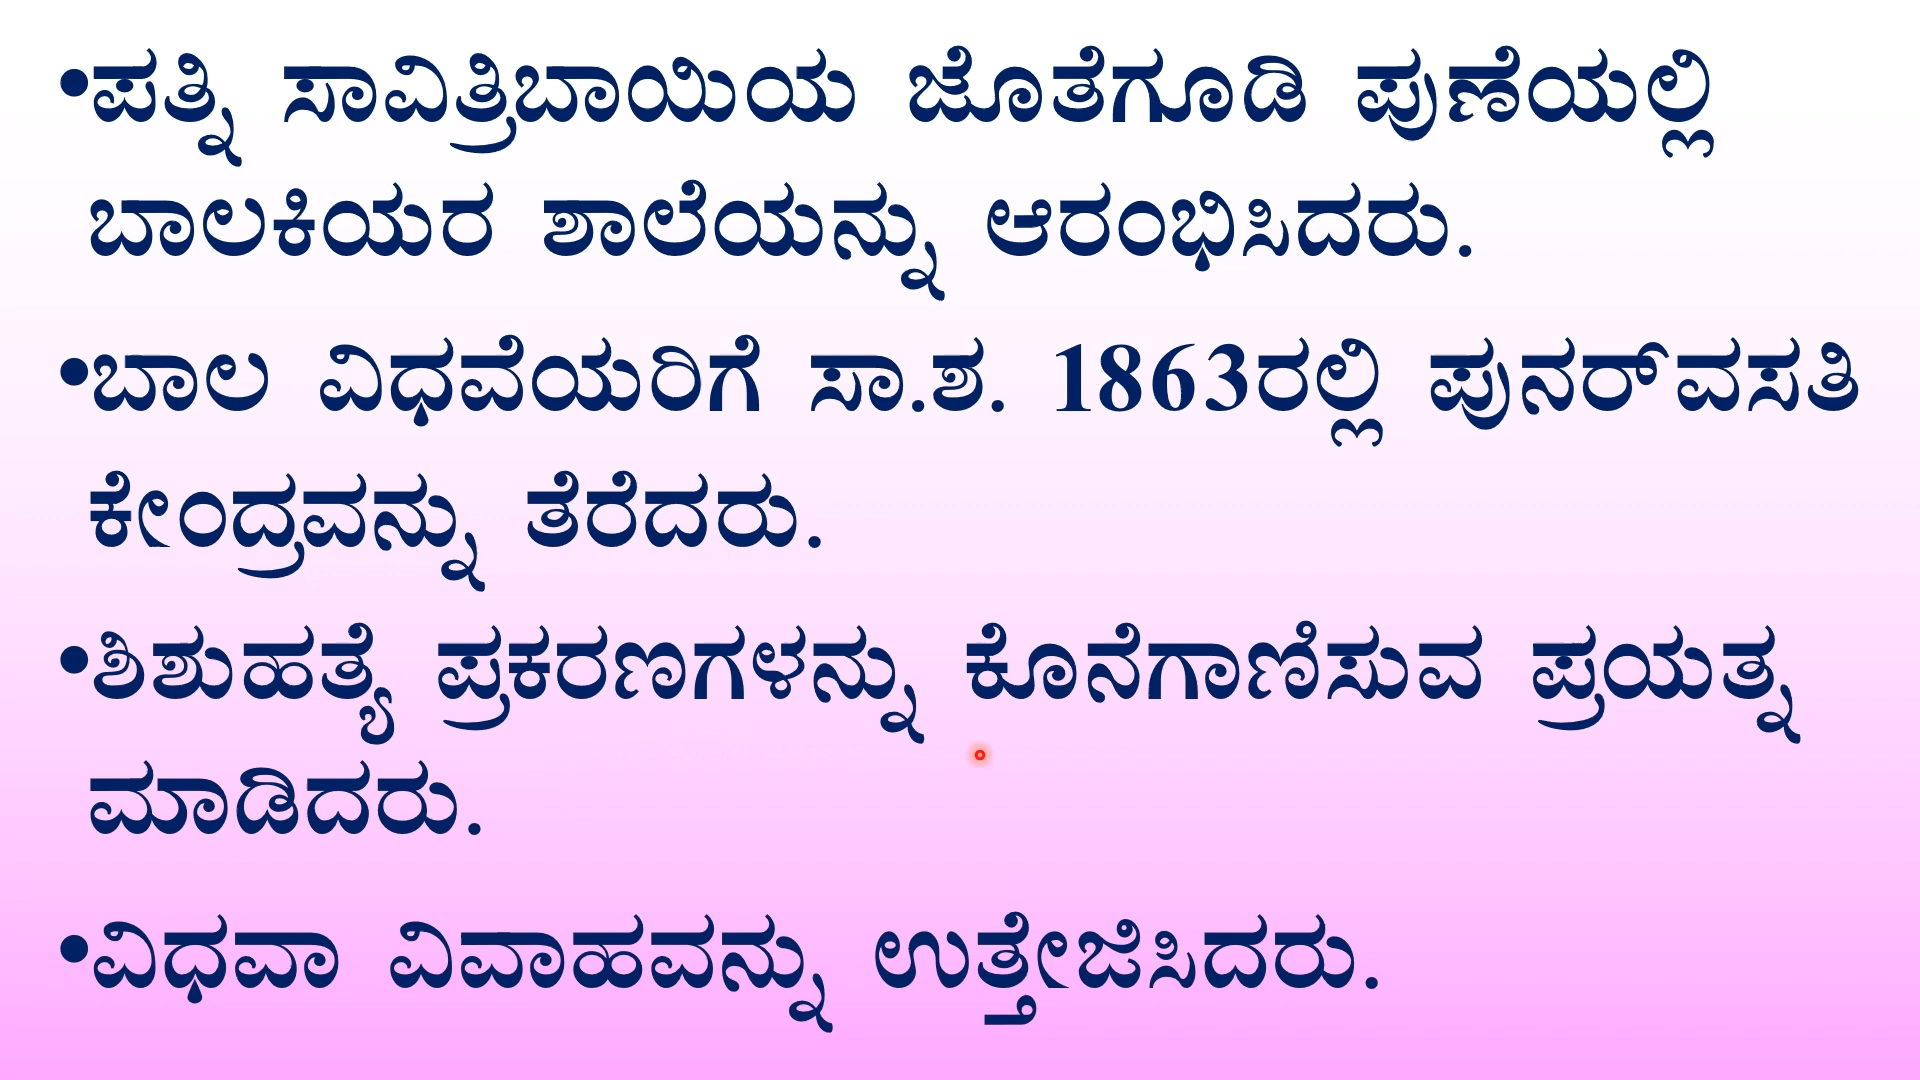 •ಪತ್ನಿ ಸಾವಿತ್ರಿಬಾಯಿಯ ಜೊತೆಗೂಡಿ ಪುಣೆಯಲ್ಲಿ
ಬಾಲಕಿಯರ ಶಾಲೆಯನ್ನು ಆರಂಭಿಸಿದರು.
•ಬಾಲ ವಿಧವೆಯರಿಗೆ ಸಾ.ಶ. 1863ರಲ್ಲಿ ಪುನರ್‌ವಸತಿ
ಕೇಂದ್ರವನ್ನು ತೆರೆದರು.
•ಶಿಶುಹತ್ಯೆ ಪ್ರಕರಣಗಳನ್ನು ಕೊನೆಗಾಣಿಸುವ ಪ್ರಯತ್ನ
ಮಾಡಿದರು.
•ವಿಧವಾ ವಿವಾಹವನ್ನು ಉತ್ತೇಜಿಸಿದರು.